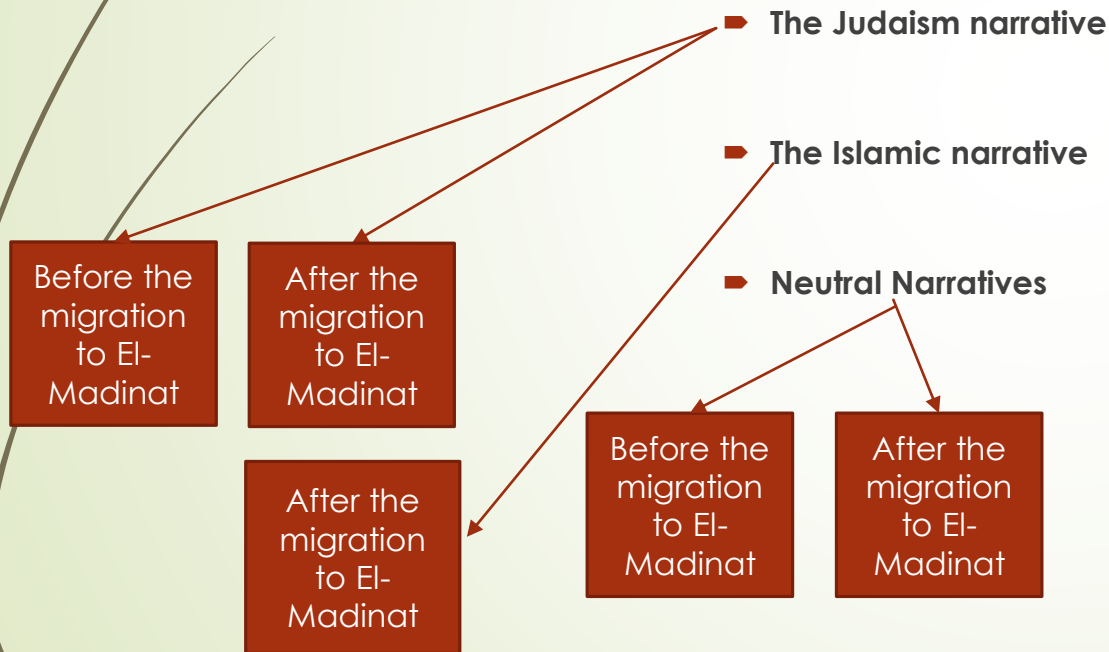 The Judaism narrative
The Islamic narrative
Neutral Narratives
Before the
migration
to El-
Madinat
After the
migration
to El-
Madinat
After the
migration
to El-
Madinat
Before the
migration
to El-
Madinat
After the
migration
to El-
Madinat